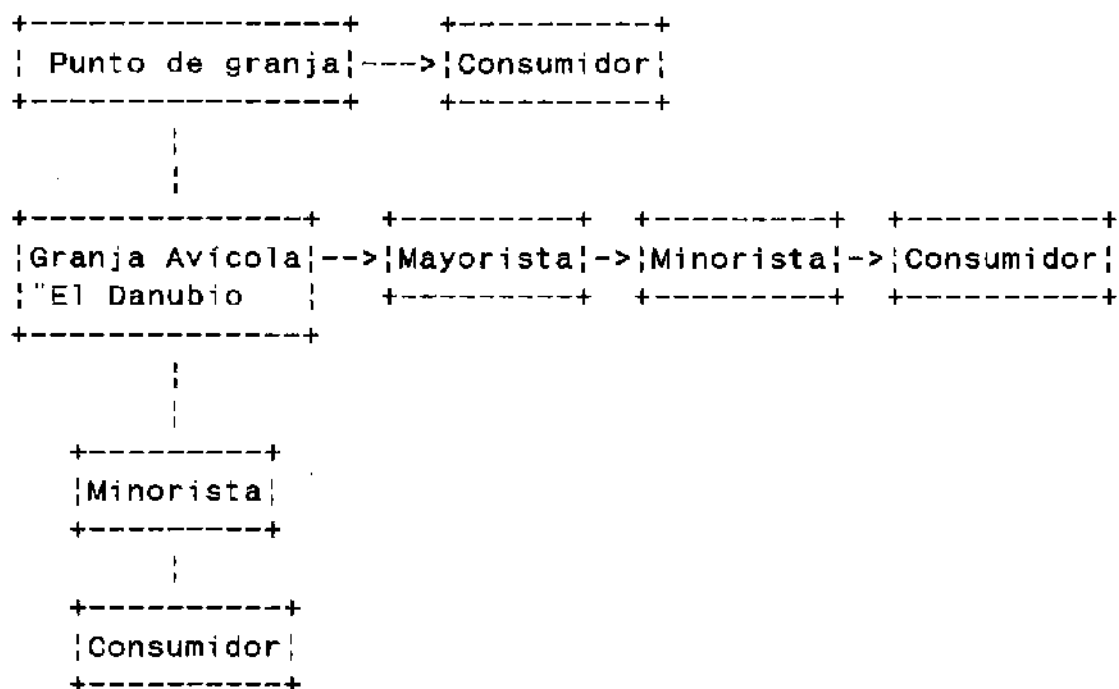 Punto de granja Consumidor
Granja Avícola Mayorista Minorista Consumidor
"El Danubio
Minorista
Consumidor